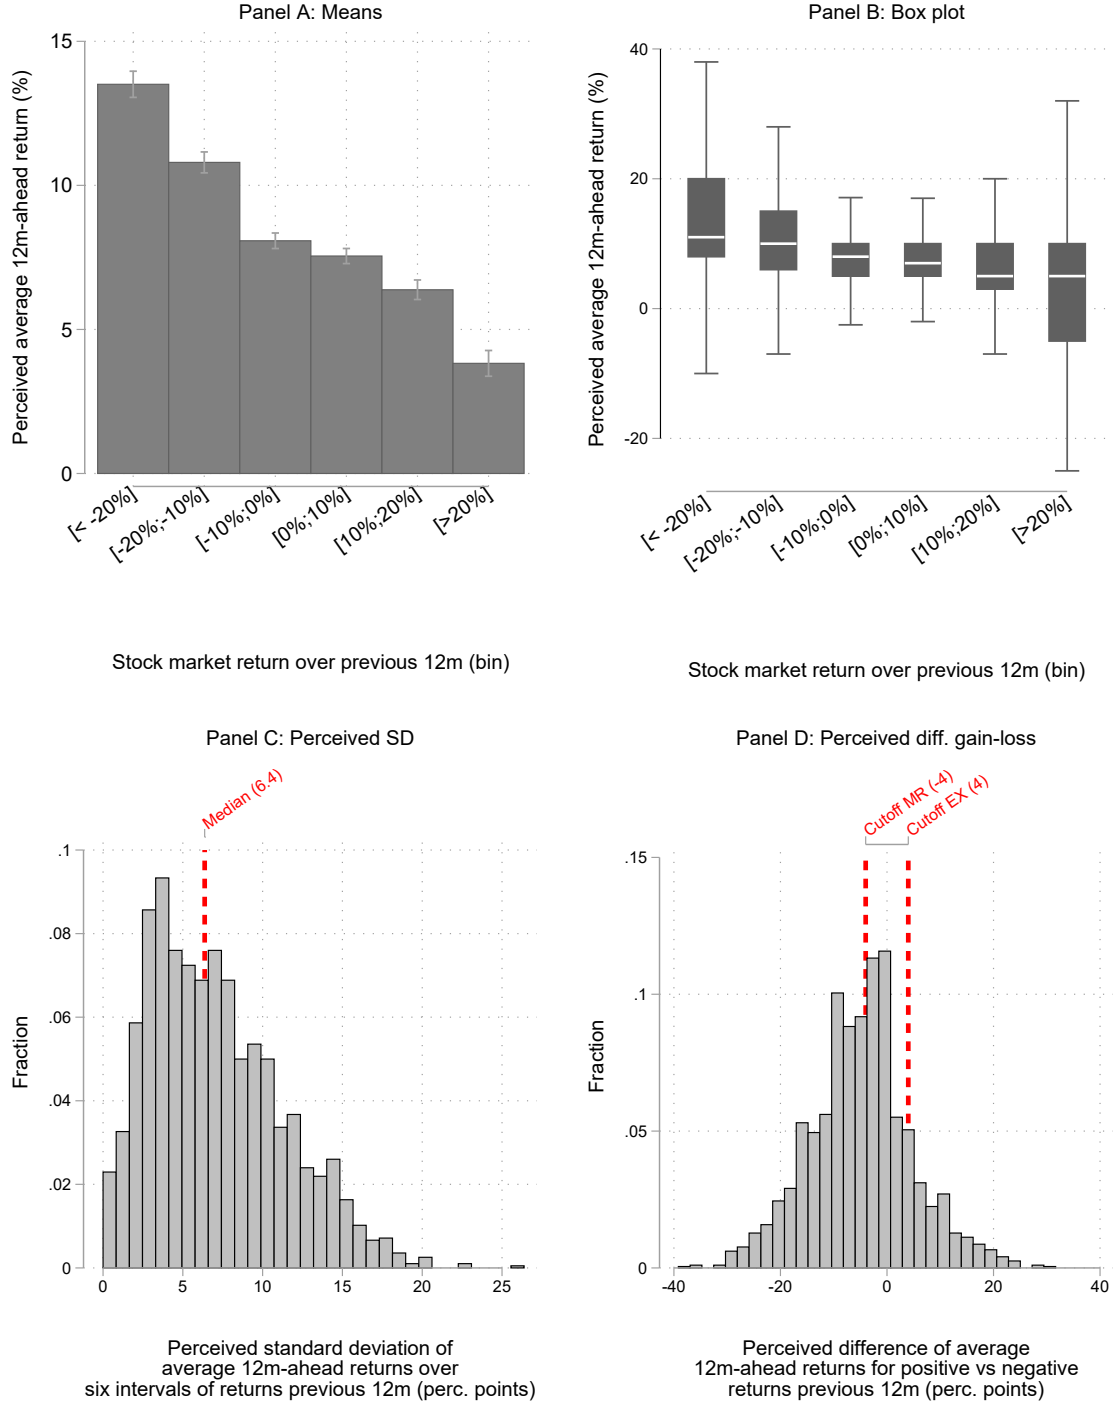 Panel A: Means
Perceived average 12m-ahead return (%)
15
10
5
0
[< -20%]
[-20%;-10%]
[-10%;0%]
[0%;10%]
[10%;20%]
[>20%]
Stock market return over previous 12m (bin)
Panel B: Box plot
Perceived average 12m-ahead return (%)
40
20
0
-20
[< -20%]
[-20%;-10%]
[-10%;0%]
[0%;10%]
[10%;20%]
[>20%]
Stock market return over previous 12m (bin)
Panel C: Perceived SD
Median (6.4)
Fraction
.1
.08
.06
.04
.02
0
0 5 10 15 20 25
Perceived standard deviation of
average 12m-ahead returns over
six intervals of returns previous 12m (perc. points)
Panel D: Perceived diff. gain-loss
Cutoff MR (-4)
Cutoff EX (4)
Fraction
.15
.1
.05
0
-40 -20 0 20 40
Perceived difference of average
12m-ahead returns for positive vs negative
returns previous 12m (perc. points)